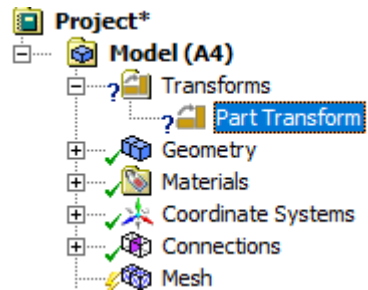 Project*
Model (A4)
Transforms
Part Transform
Geometry
Materials
Coordinate Systems
Connections
Mesh